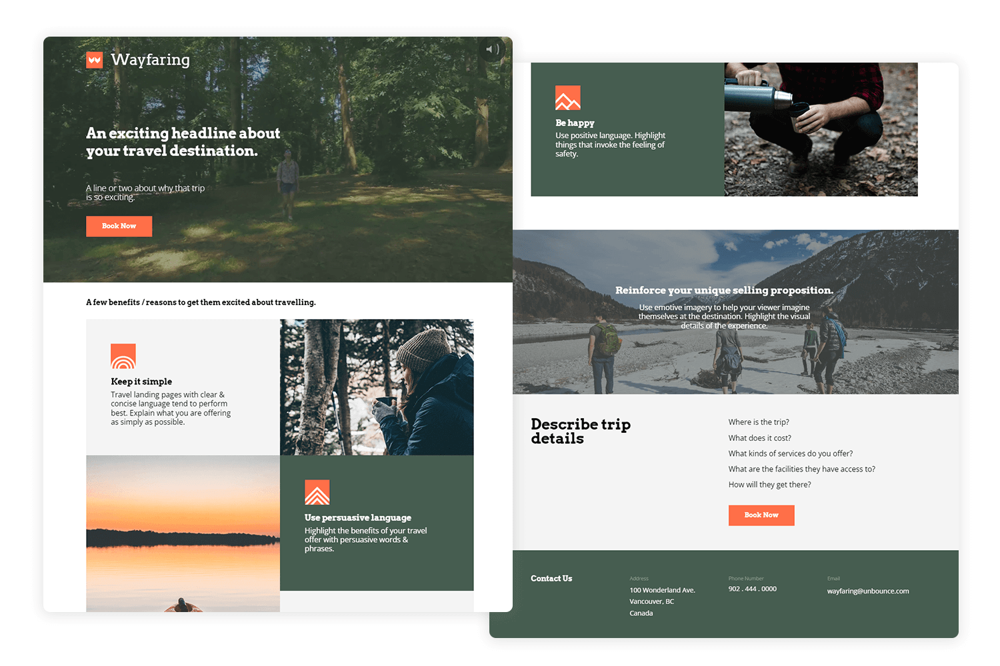 Wayfaring
An exciting headline about
your travel destination.
A line or two about why that trip
is so exciting.
Book Now
A few benefits / reasons to get them excited about travelling.
Keep it simple
Travel landing pages with clear &
concise language tend to perform
best. Explain what you are offering
as simply as possible.
Use persuasive language
Highlight the benefits of your travel
offer with persuasive words &
phrases.
Be happy
Use positive language. Highlight
things that invoke the feeling of
safety.
Reinforce your unique selling proposition.
Use emotive imagery to help your viewer imagine
themselves at the destination. Highlight the visual
details of the experience.
Describe trip
details
Where is the trip?
What does it cost?
What kinds of services do you offer?
What are the facilities they have access to?
How will they get there?
Book Now
Contact Us
Address
100 Wonderland Ave.
Vancouver, BC
Canada
Phone Number
902 . 444 . 0000
Email
wayfaring@unbounce.com